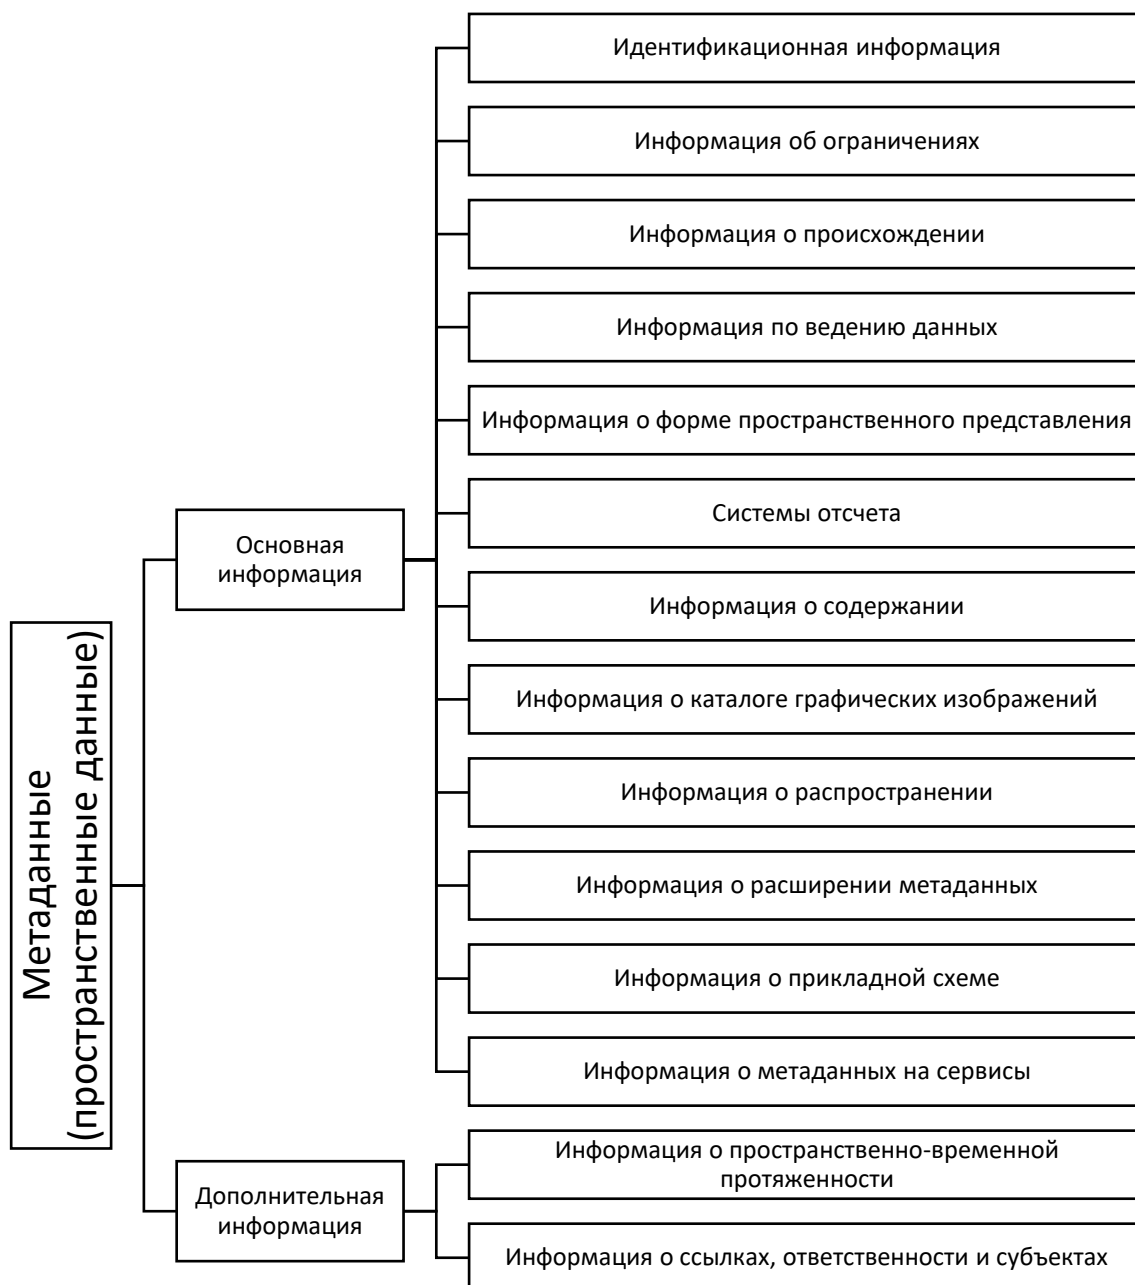 Метаданные
(пространственные данные)
Основная
информация
Идентификационная информация
Информация об ограничениях
Информация о происхождении
Информация по ведению данных
Информация о форме пространственного представления
Системы отсчета
Информация о содержании
Информация о каталоге графических изображений
Информация о распространении
Информация о расширении метаданных
Информация о прикладной схеме
Информация о метаданных на сервисы
Дополнительная
информация
Информация о пространственно-временной
протяженности
Информация о ссылках, ответственности и субъектах